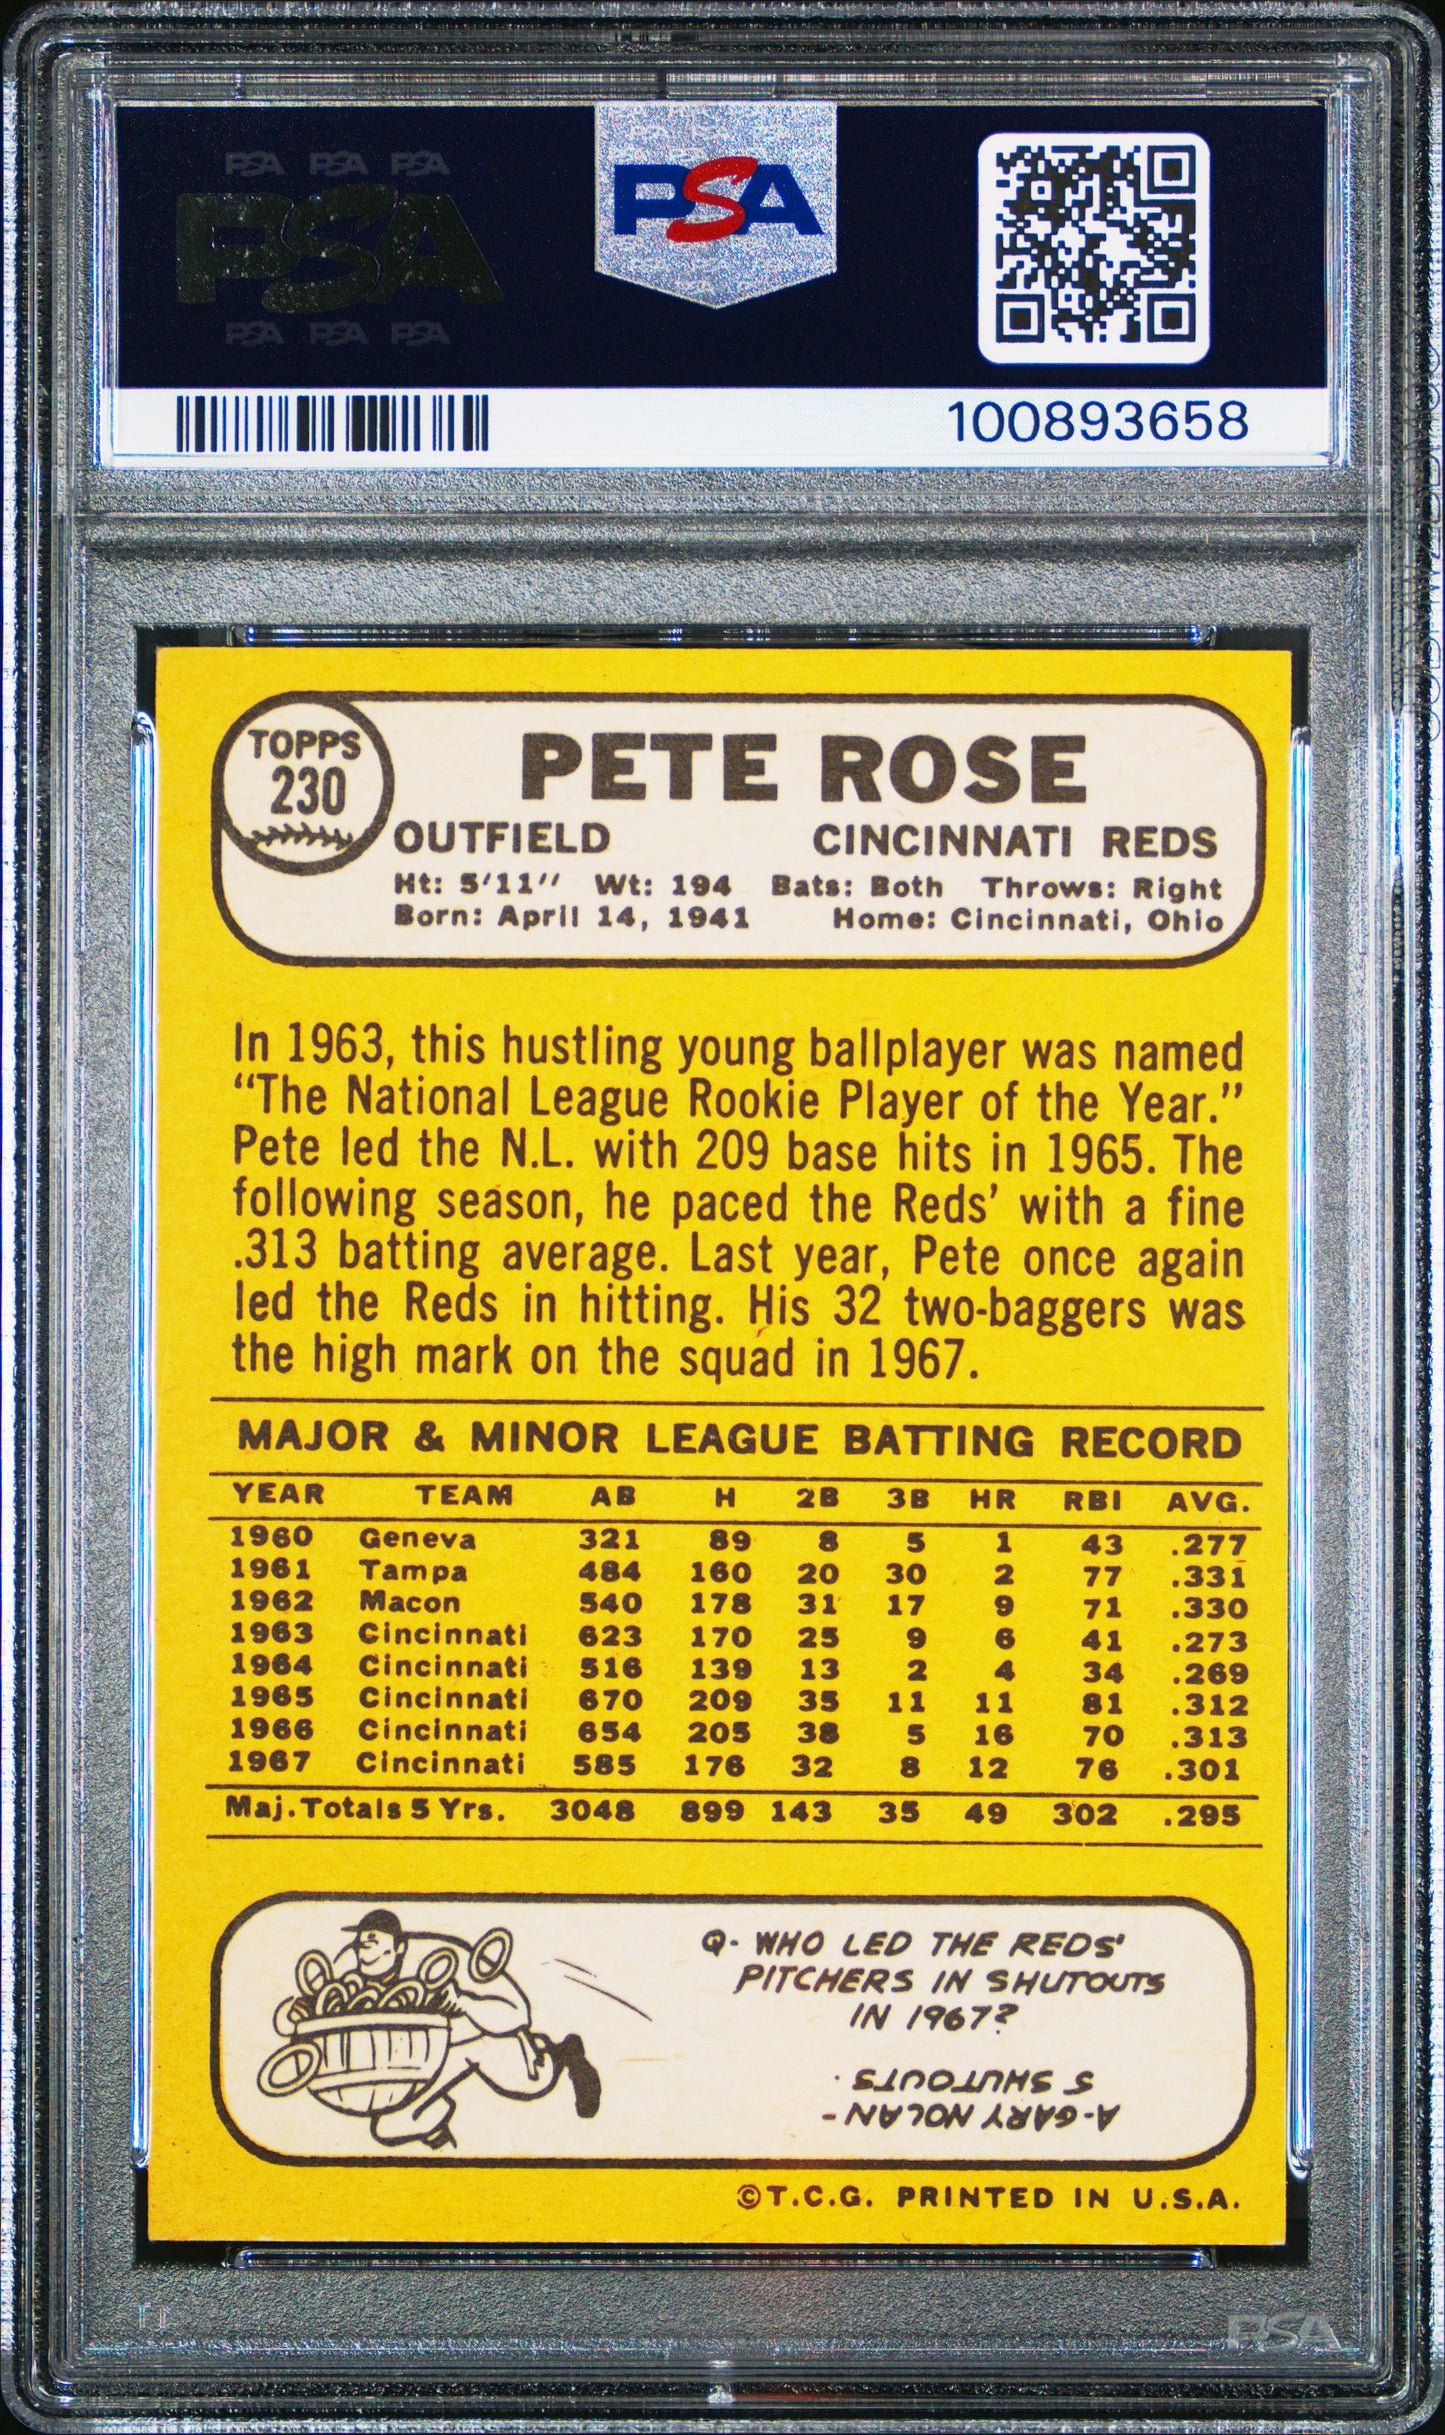 PSA PSA PSA
PSA
PSA PSA PSA
PSA
100893658
TOPPS
230
PETE ROSE
OUTFIELD CINCINNATI REDS
Ht: 5'11" Wt: 194 Bats: Both Throws: Right
Born: April 14, 1941 Home: Cincinnati, Ohio
In 1963, this hustling young ballplayer was named
“The National League Rookie Player of the Year.”
Pete led the N.L. with 209 base hits in 1965. The
following season, he paced the Reds’ with a fine
.313 batting average. Last year, Pete once again
led the Reds in hitting. His 32 two-baggers was
the high mark on the squad in 1967.
MAJOR & MINOR LEAGUE BATTING RECORD
YEAR TEAM AB H 2B 3B HR RBI AVG.
1960 Geneva 321 89 8 5 1 43 .277
1961 Tampa 484 160 20 30 2 77 .331
1962 Macon 540 178 31 17 9 71 .330
1963 Cincinnati 623 170 25 9 6 41 .273
1964 Cincinnati 516 139 13 2 4 34 .269
1965 Cincinnati 670 209 35 11 11 81 .312
1966 Cincinnati 654 205 38 5 16 70 .313
1967 Cincinnati 585 176 32 8 12 76 .301
Maj. Totals 5 Yrs. 3048 899 143 35 49 302 .295
Q- WHO LED THE REDS'
PITCHERS IN SHUTOUTS
IN 1967?
A-GARY NOLAN-
5 SHUTOUTS.
©T.C.G. PRINTED IN U.S.A.
PSA